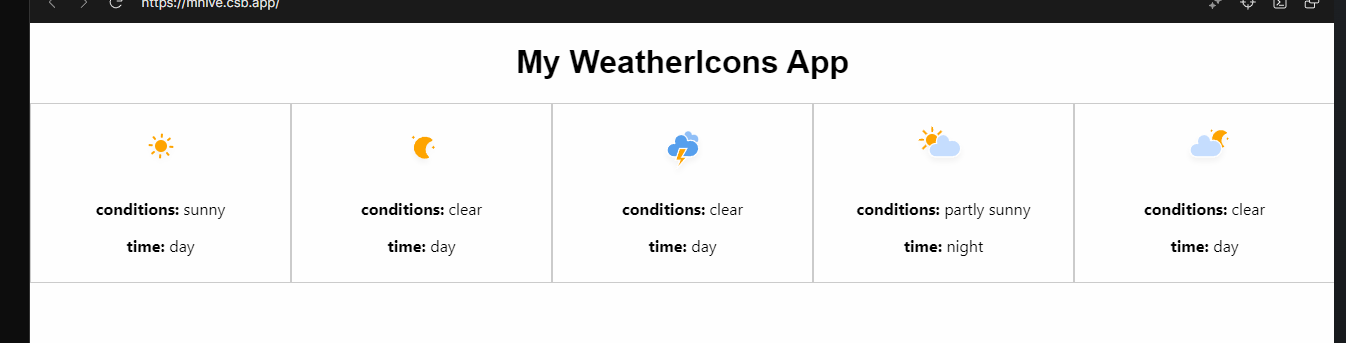 https://mnlve.csb.app/
My WeatherIcons App
conditions: sunny
time: day
conditions: clear
time: day
conditions: clear
time: day
conditions: partly sunny
time: night
conditions: clear
time: day